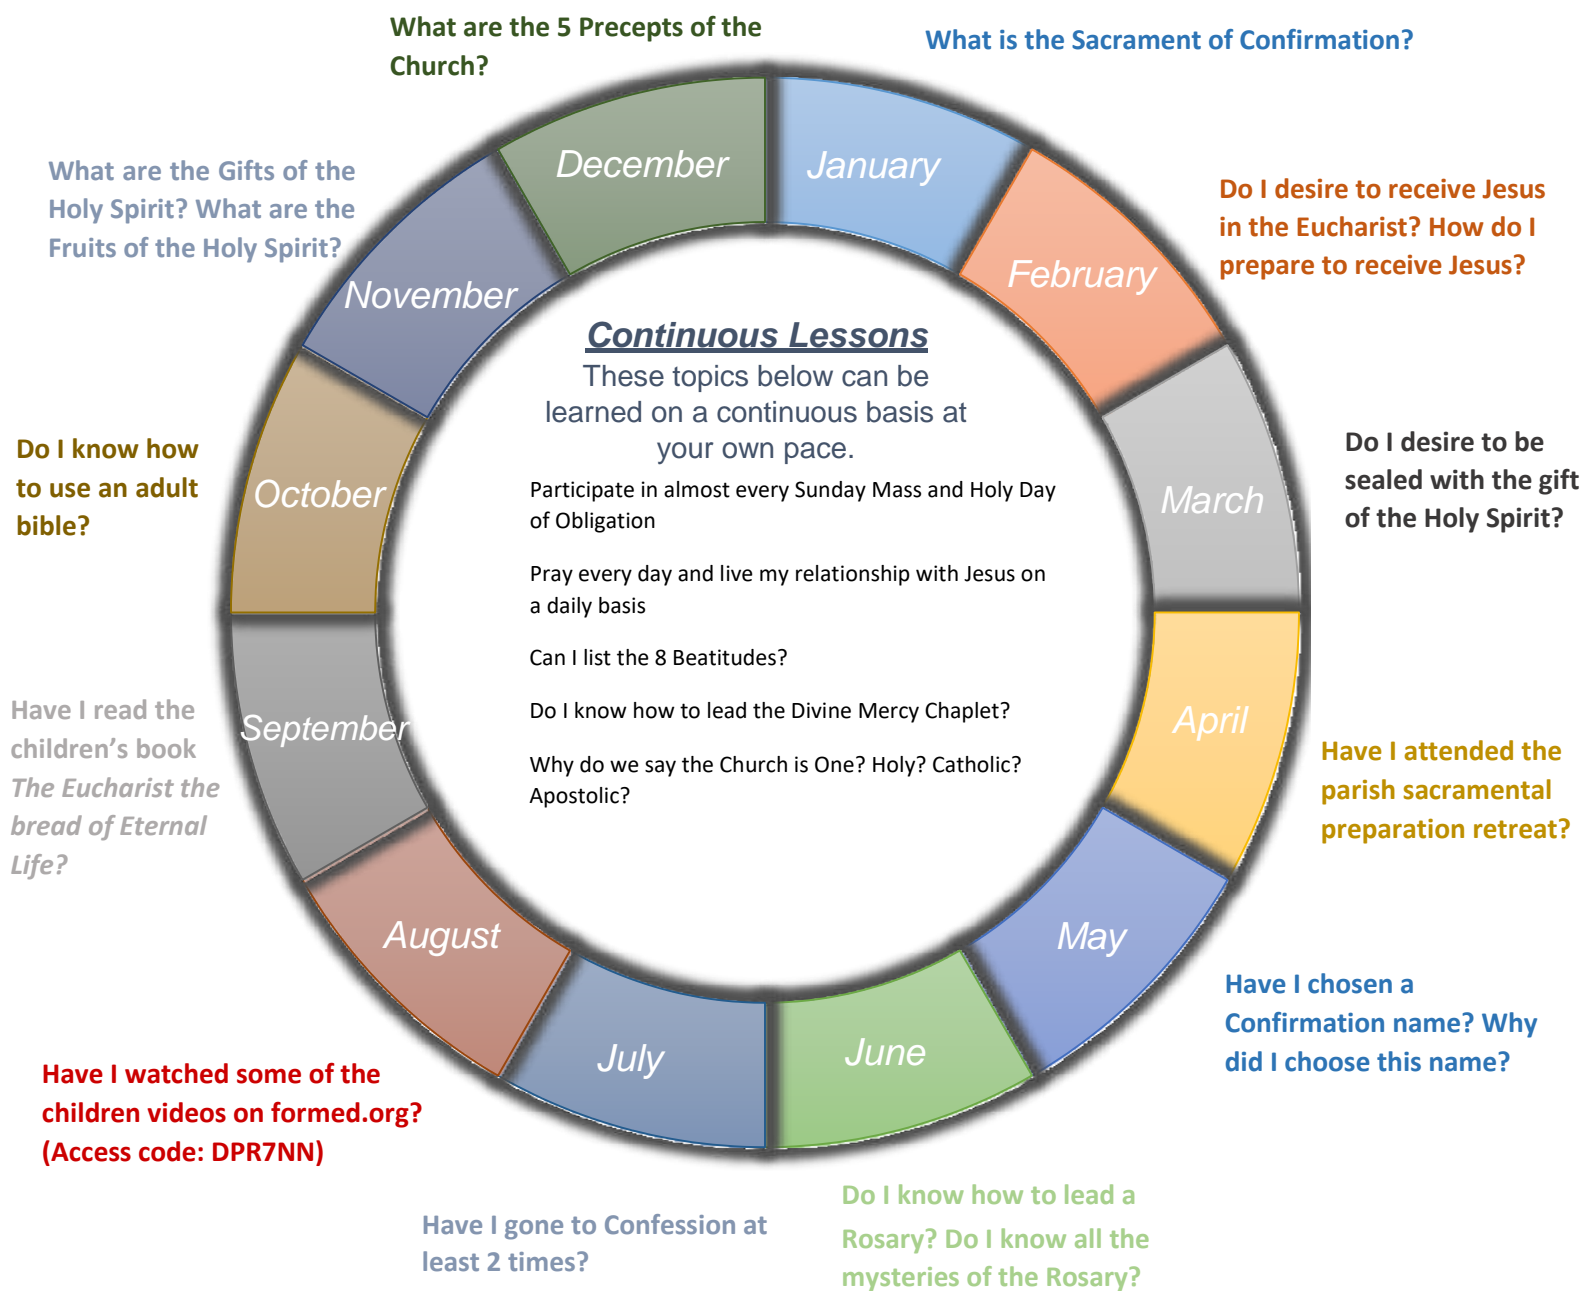 What are the 5 Precepts of the
Church?
What is the Sacrament of Confirmation?
December
January
What are the Gifts of the
Holy Spirit? What are the
Fruits of the Holy Spirit?
Do I desire to receive Jesus
in the Eucharist? How do I
prepare to receive Jesus?
November
February
Continuous Lessons
These topics below can be
learned on a continuous basis at
your own pace.
Participate in almost every Sunday Mass and Holy Day
of Obligation
Pray every day and live my relationship with Jesus on
a daily basis
Can I list the 8 Beatitudes?
Do I know how to lead the Divine Mercy Chaplet?
Why do we say the Church is One? Holy? Catholic?
Apostolic?
Do I know how
to use an adult
bible?
October
March
Do I desire to be
sealed with the gift
of the Holy Spirit?
Have I read the
children’s book
The Eucharist the
bread of Eternal
Life?
September
April
Have I attended the
parish sacramental
preparation retreat?
August
May
Have I chosen a
Confirmation name? Why
did I choose this name?
July
June
Have I watched some of the
children videos on formed.org?
(Access code: DPR7NN)
Have I gone to Confession at
least 2 times?
Do I know how to lead a
Rosary? Do I know all the
mysteries of the Rosary?